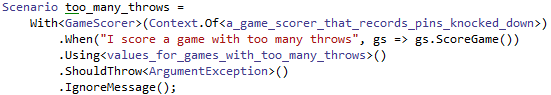 Scenario too_many_throws =
With<GameScorer>(Context.Of<a_game_scorer_that_records_pins_knocked_down>)
.When("I score a game with too many throws", gs => gs.ScoreGame())
.Using<values_for_games_with_too_many_throws>()
.ShouldThrow<ArgumentException>()
.IgnoreMessage();